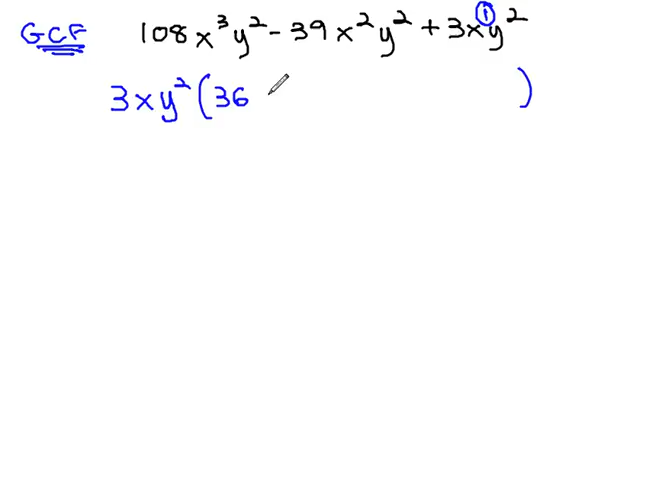 GCF 108x³y² - 39x²y² + 3x¹y²
3xy² (36 )